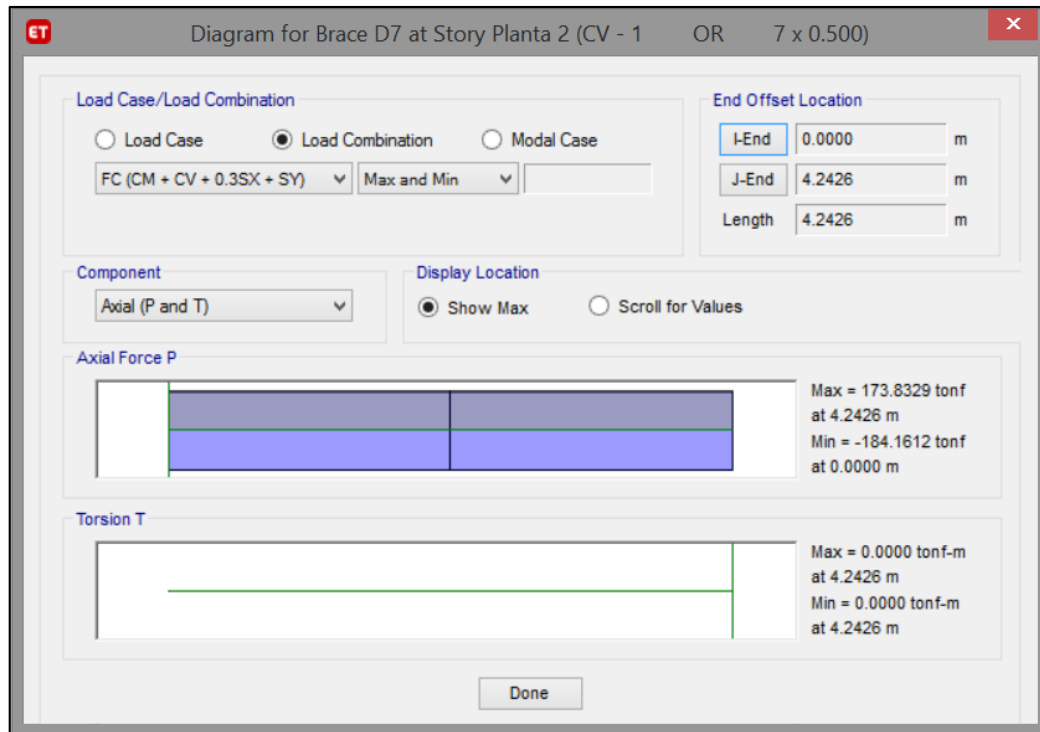 ET
Diagram for Brace D7 at Story Planta 2 (CV - 1 OR 7 x 0.500)
Load Case/Load Combination
Load Case Load Combination Modal Case
FC (CM + CV + 0.3SX + SY) Max and Min
End Offset Location
I-End 0.0000 m
J-End 4.2426 m
Length 4.2426 m
Component
Axial (P and T)
Display Location
Show Max Scroll for Values
Axial Force P
Max = 173.8329 tonf
at 4.2426 m
Min = -184.1612 tonf
at 0.0000 m
Torsion T
Max = 0.0000 tonf-m
at 4.2426 m
Min = 0.0000 tonf-m
at 4.2426 m
Done